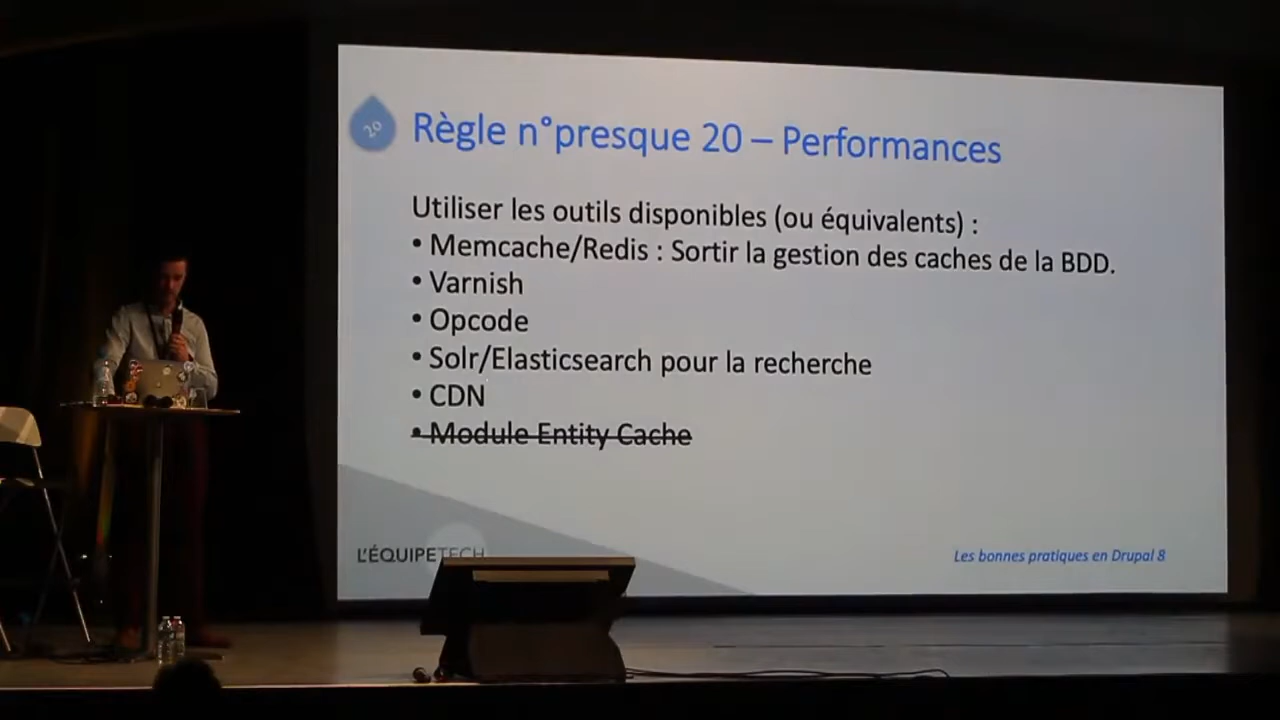 20
Règle n°presque 20 – Performances
Utiliser les outils disponibles (ou équivalents) :
• Memcache/Redis : Sortir la gestion des caches de la BDD.
• Varnish
• Opcode
• Solr/Elasticsearch pour la recherche
• CDN
• Module Entity Cache
L'ÉQUIPETECH
Les bonnes pratiques en Drupal 8